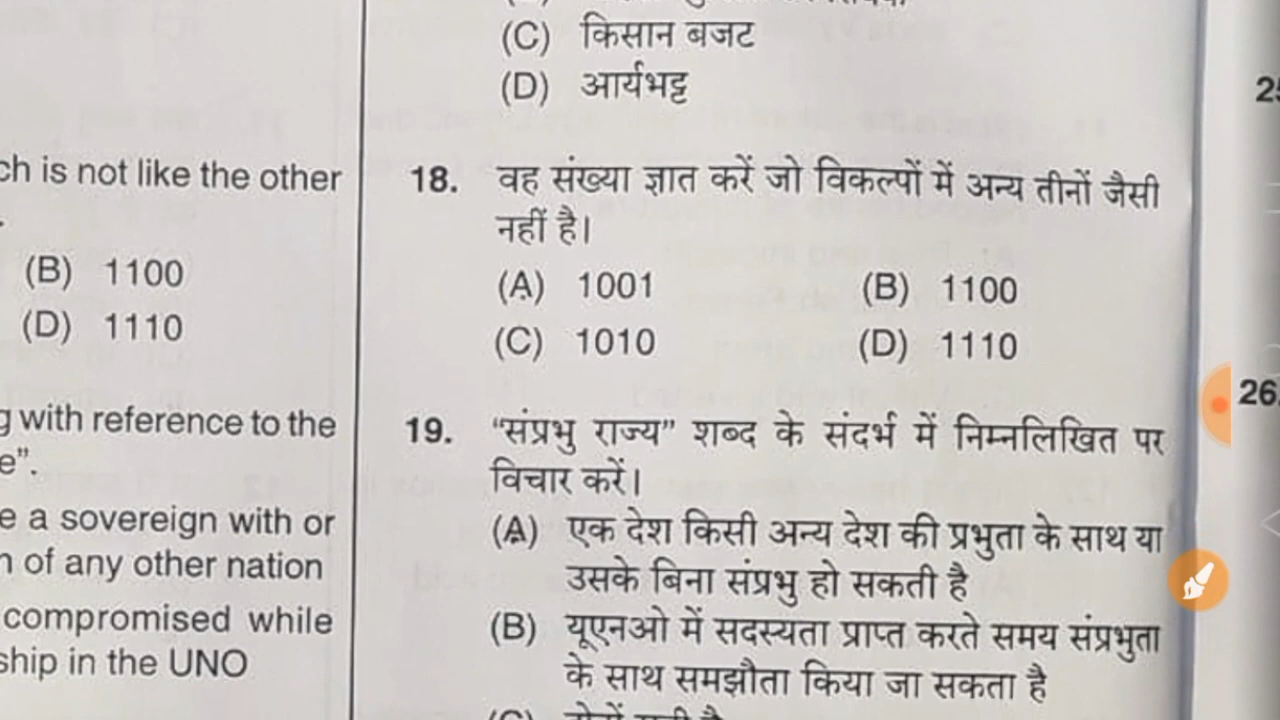 ch is not like the other
(B) 1100
(D) 1110
g with reference to the
e”.
e a sovereign with or
n of any other nation
compromised while
ship in the UNO
(C) किसान बजट
(D) आर्यभट्ट
18. वह संख्या ज्ञात करें जो विकल्पों में अन्य तीनों जैसी
नहीं है।
(A) 1001 (B) 1100
(C) 1010 (D) 1110
19. “संप्रभु राज्य” शब्द के संदर्भ में निम्नलिखित पर
विचार करें।
(A) एक देश किसी अन्य देश की प्रभुता के साथ या
उसके बिना संप्रभु हो सकती है
(B) यूएनओ में सदस्यता प्राप्त करते समय संप्रभुता
के साथ समझौता किया जा सकता है
26.